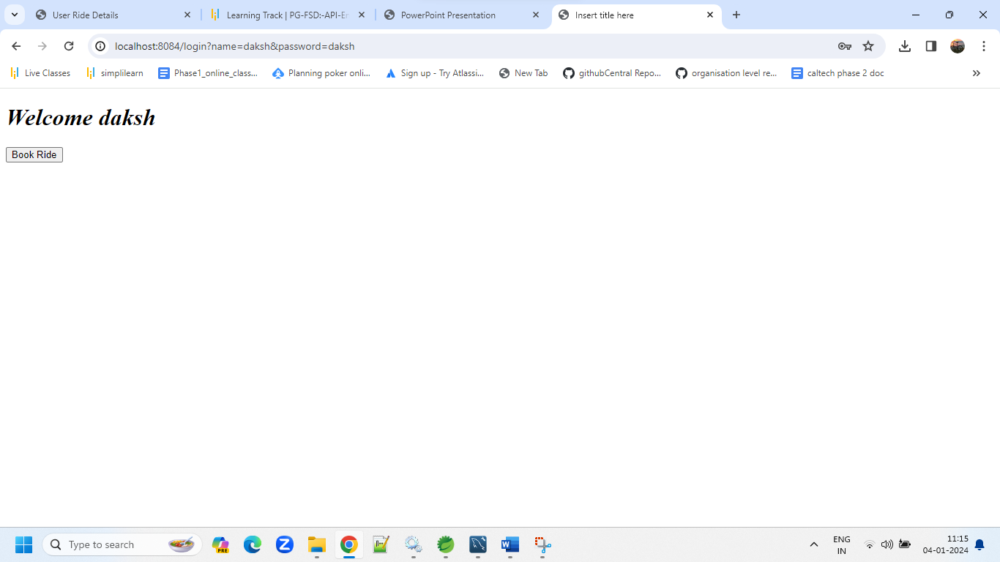 User Ride Details
Learning Track | PG-FSD:-API-En
PowerPoint Presentation
Insert title here
localhost:8084/login?name=daksh&password=daksh
Live Classes
simplilearn
Phase1_online_class...
Planning poker onli...
Sign up - Try Atlassi...
New Tab
githubCentral Repo...
organisation level re...
caltech phase 2 doc
Welcome daksh
Book Ride
Type to search
PRE
Z
W
ENG
IN
11:15
04-01-2024